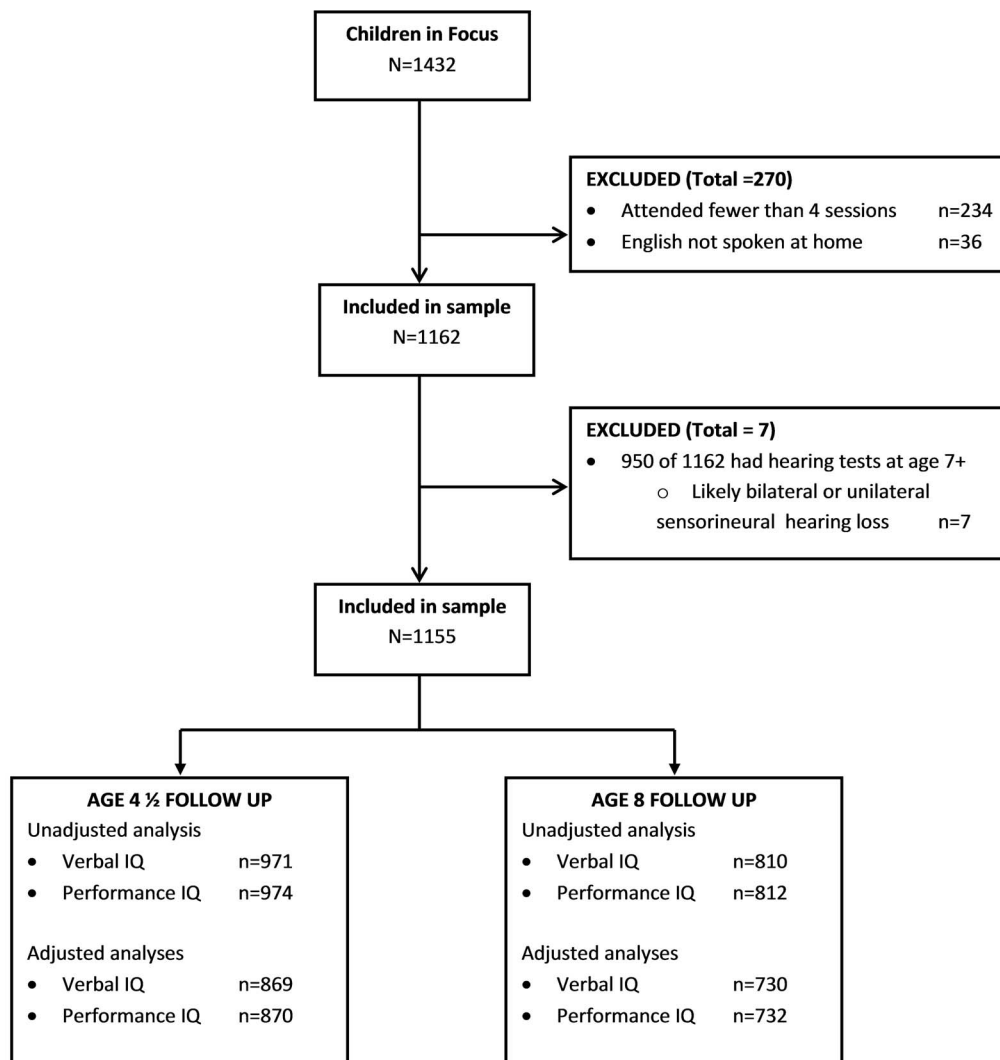 Children in Focus
N=1432
EXCLUDED (Total =270)
• Attended fewer than 4 sessions n=234
• English not spoken at home n=36
Included in sample
N=1162
EXCLUDED (Total = 7)
• 950 of 1162 had hearing tests at age 7+
o Likely bilateral or unilateral
sensorineural hearing loss n=7
Included in sample
N=1155
AGE 4 ½ FOLLOW UP
Unadjusted analysis
• Verbal IQ n=971
• Performance IQ n=974
Adjusted analyses
• Verbal IQ n=869
• Performance IQ n=870
AGE 8 FOLLOW UP
Unadjusted analysis
• Verbal IQ n=810
• Performance IQ n=812
Adjusted analyses
• Verbal IQ n=730
• Performance IQ n=732